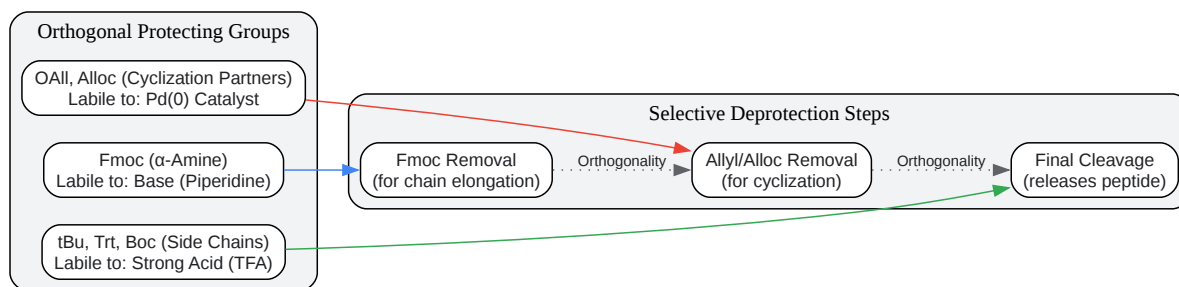 Orthogonal Protecting Groups
OAll, Alloc (Cyclization Partners)
Labile to: Pd(0) Catalyst
Fmoc (α-Amine)
Labile to: Base (Piperidine)
tBu, Trt, Boc (Side Chains)
Labile to: Strong Acid (TFA)
Selective Deprotection Steps
Fmoc Removal
(for chain elongation)
Orthogonality
Allyl/Alloc Removal
(for cyclization)
Orthogonality
Final Cleavage
(releases peptide)